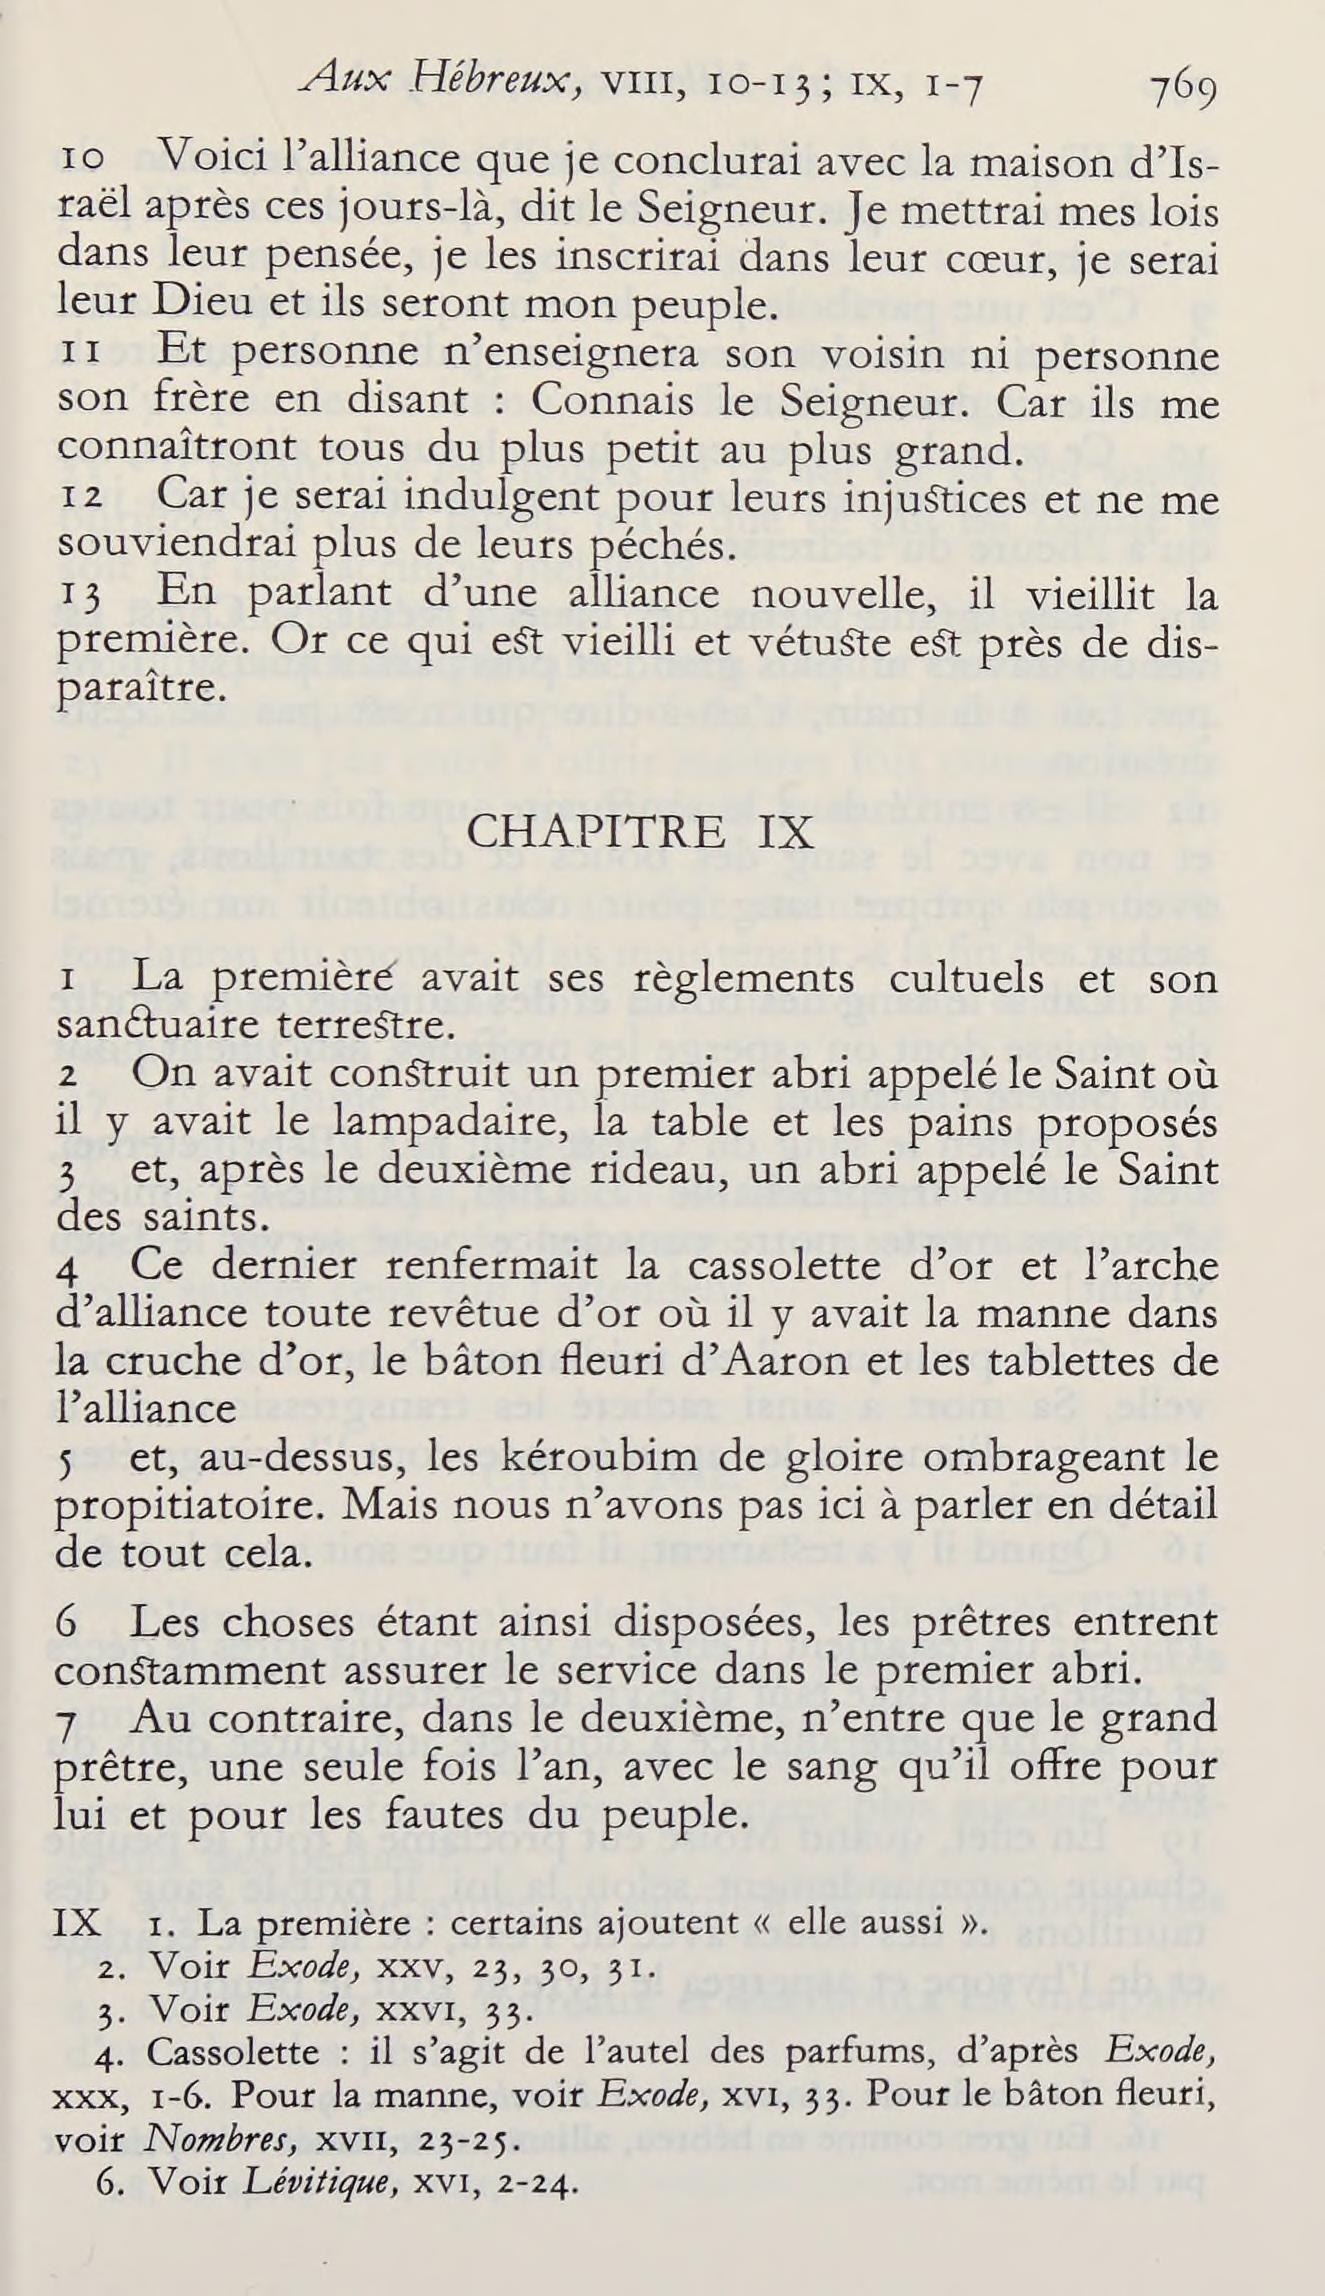 Aux Hébreux, VIII, 10-13 ; IX, 1-7 769
10 Voici l’alliance que je conclurai avec la maison d’Is-
raël après ces jours-là, dit le Seigneur. Je mettrai mes lois
dans leur pensée, je les inscrirai dans leur cœur, je serai
leur Dieu et ils seront mon peuple.
11 Et personne n’enseignera son voisin ni personne
son frère en disant : Connais le Seigneur. Car ils me
connaîtront tous du plus petit au plus grand.
12 Car je serai indulgent pour leurs injustices et ne me
souviendrai plus de leurs péchés.
13 En parlant d’une alliance nouvelle, il vieillit la
première. Or ce qui est vieilli et vétuste est près de dis-
paraître.
CHAPITRE IX
1 La première avait ses règlements cultuels et son
sanctuaire terrestre.
2 On avait construit un premier abri appelé le Saint où
il y avait le lampadaire, la table et les pains proposés
3 et, après le deuxième rideau, un abri appelé le Saint
des saints.
4 Ce dernier renfermait la cassolette d’or et l’arche
d’alliance toute revêtue d’or où il y avait la manne dans
la cruche d’or, le bâton fleuri d’Aaron et les tablettes de
l’alliance
5 et, au-dessus, les kéroubim de gloire ombrageant le
propitiatoire. Mais nous n’avons pas ici à parler en détail
de tout cela.
6 Les choses étant ainsi disposées, les prêtres entrent
constamment assurer le service dans le premier abri.
7 Au contraire, dans le deuxième, n’entre que le grand
prêtre, une seule fois l’an, avec le sang qu’il offre pour
lui et pour les fautes du peuple.
IX 1. La première : certains ajoutent « elle aussi ».
2. Voir Exode, XXV, 23, 30, 31.
3. Voir Exode, XXVI, 33.
4. Cassolette : il s’agit de l’autel des parfums, d’après Exode,
XXX, 1-6. Pour la manne, voir Exode, XVI, 33. Pour le bâton fleuri,
voir Nombres, XVII, 23-25.
6. Voir Lévitique, XVI, 2-24.